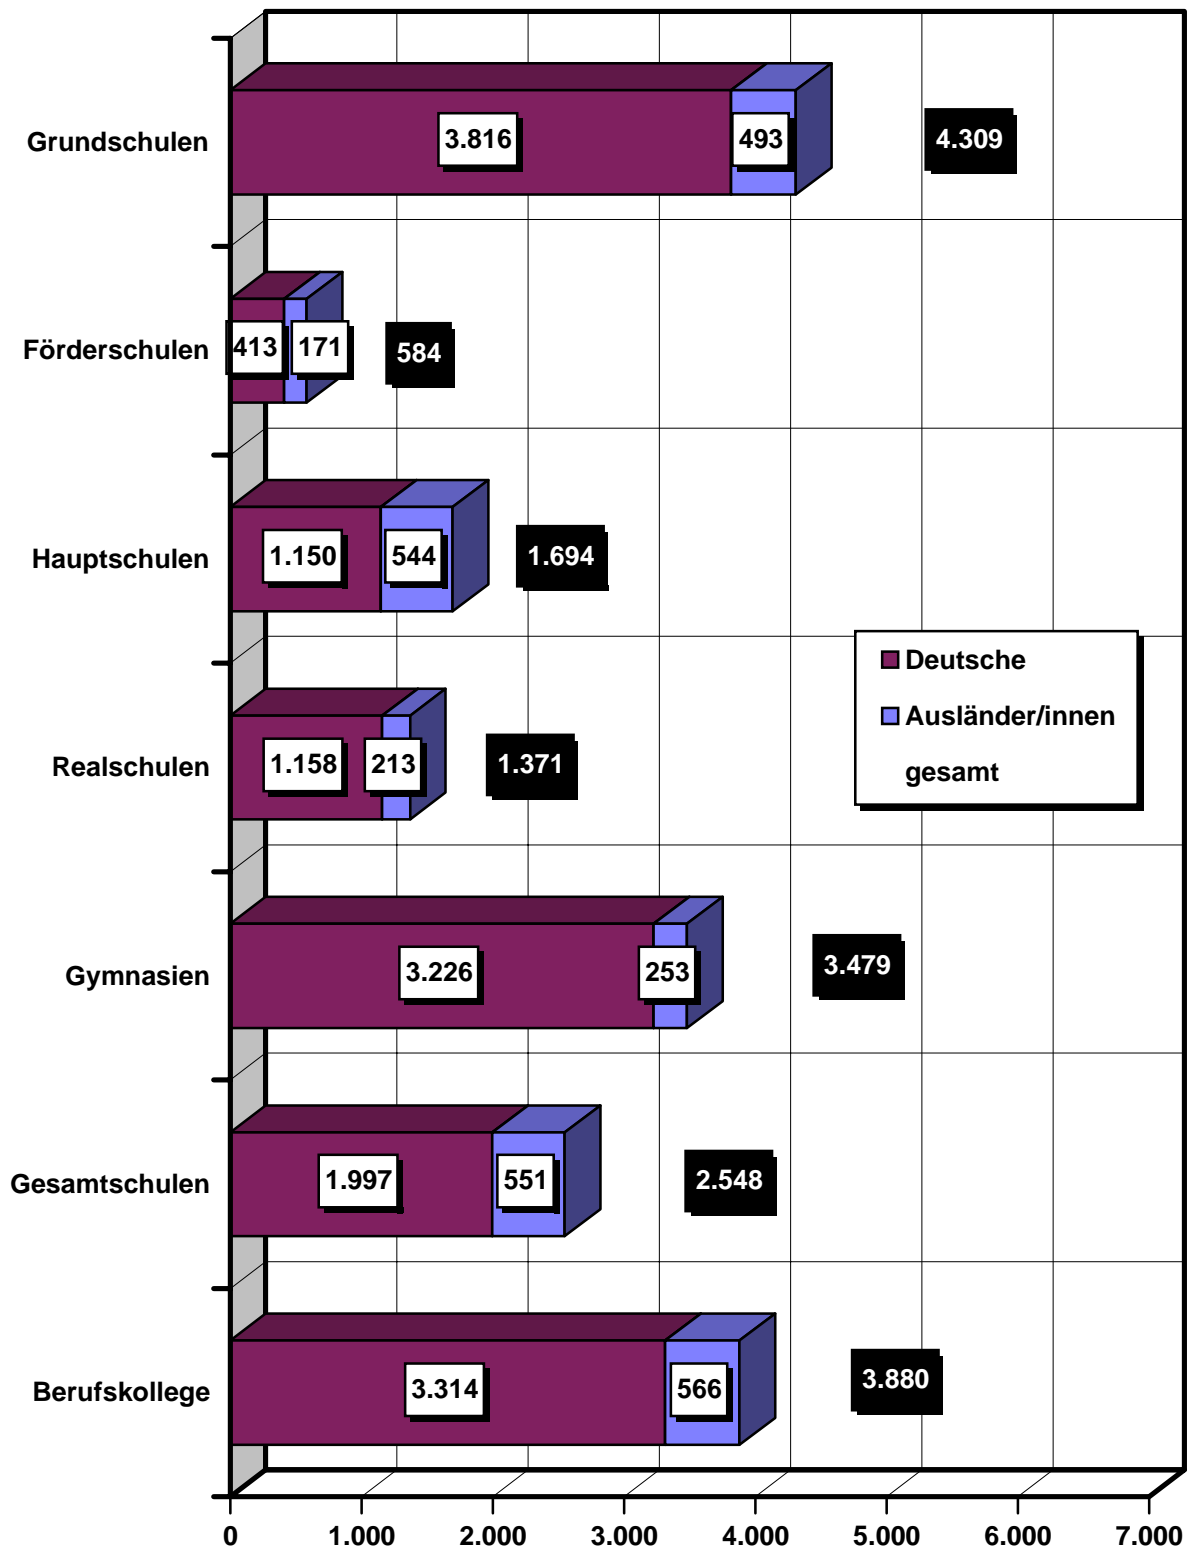 Grundschulen 3.816 493 4.309
Förderschulen 413 171 584
Hauptschulen 1.150 544 1.694
Deutsche
Ausländer/innen
gesamt
Realschulen 1.158 213 1.371
Gymnasien 3.226 253 3.479
Gesamtschulen 1.997 551 2.548
Berufskollege 3.314 566 3.880
0 1.000 2.000 3.000 4.000 5.000 6.000 7.000